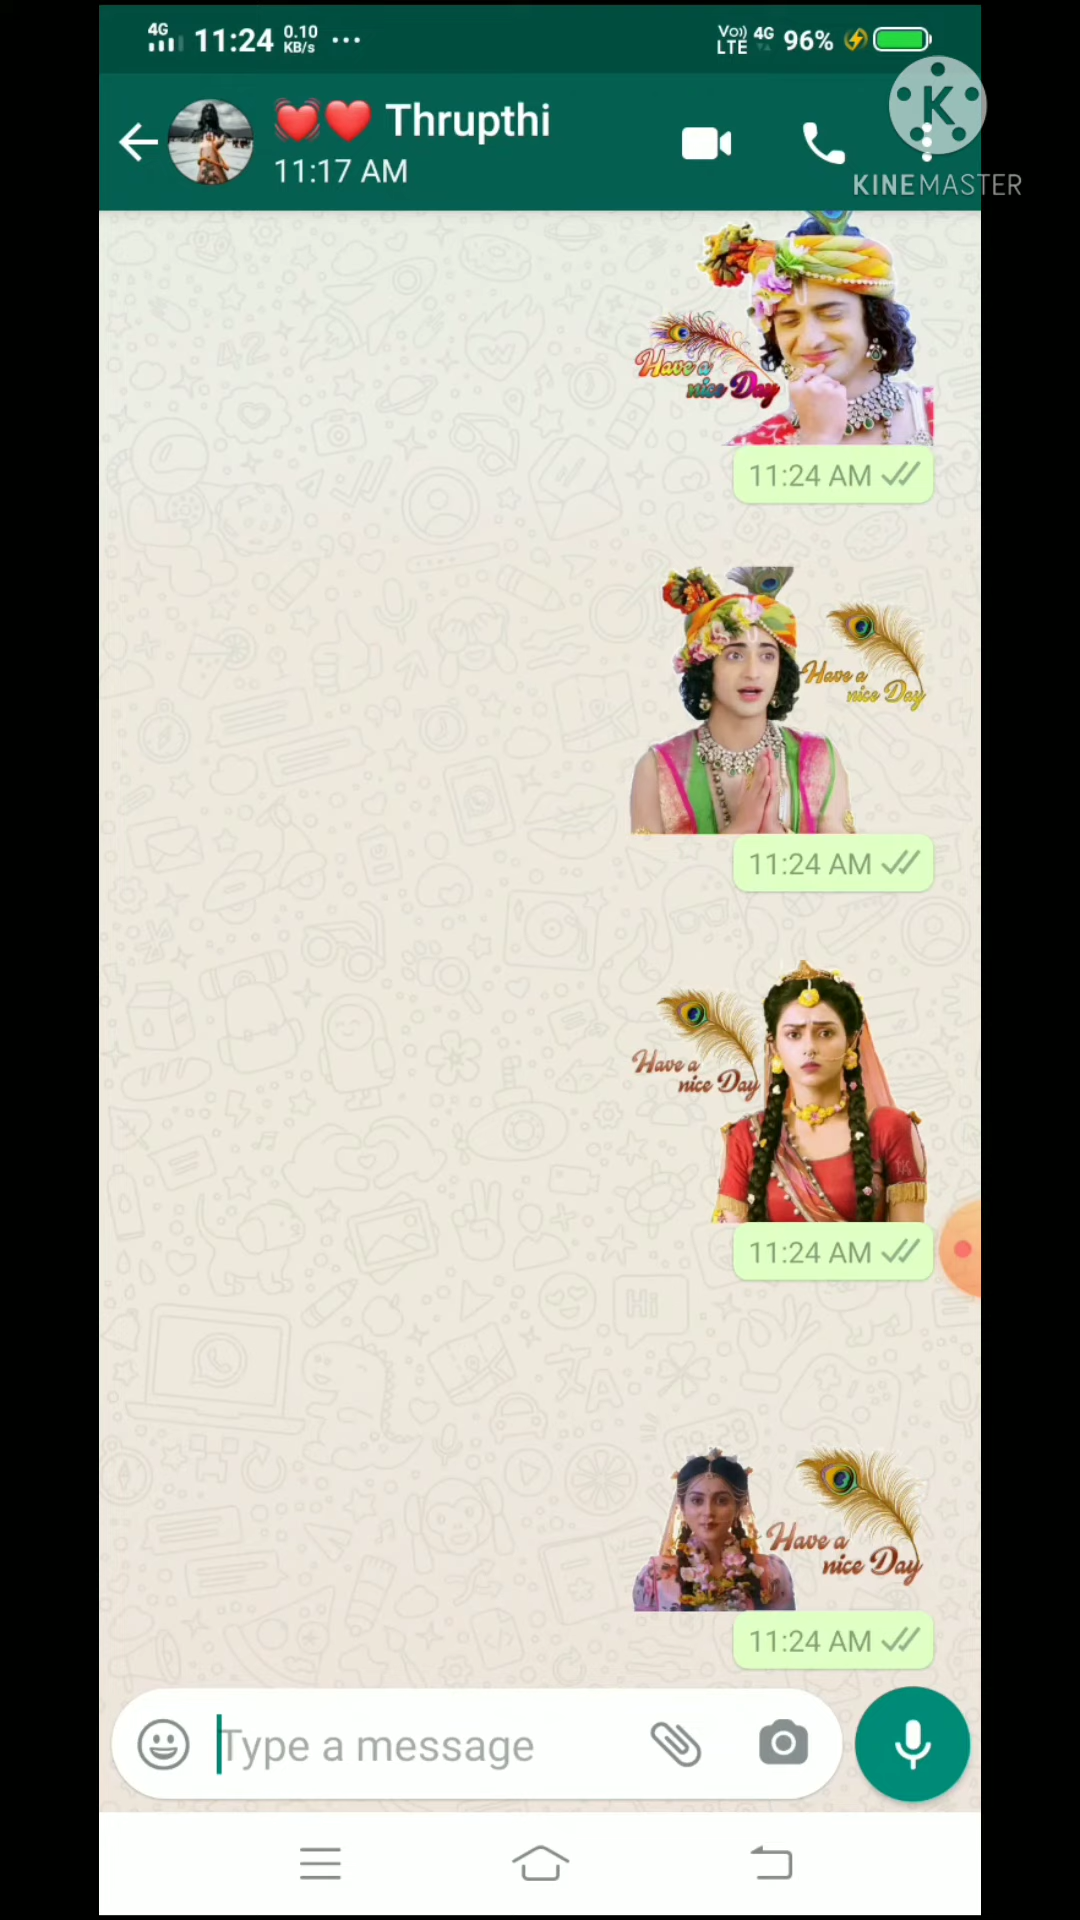 4G 11:24 0.10 KB/s ... Vo)) LTE 4G 96%
Thrupthi
11:17 AM
K
KINEMASTER
Have a
nice Day
11:24 AM
Have a
nice Day
11:24 AM
Have a
nice Day
11:24 AM
Have a
nice Day
11:24 AM
Type a message